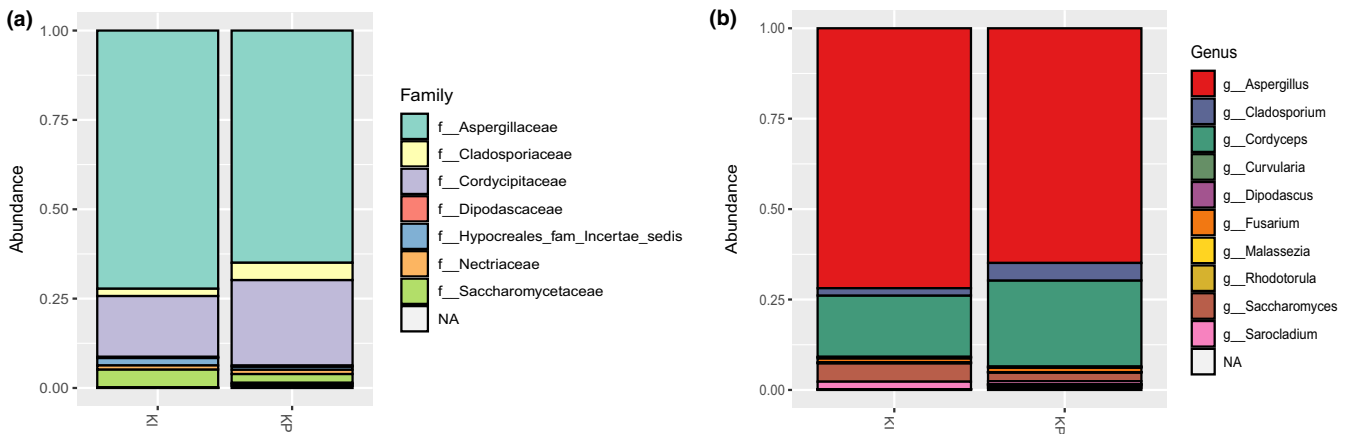 (a)
Abundance
1.00
0.75
0.50
0.25
0.00
KI
KP
Family
f__Aspergillaceae
f__Cladosporiaceae
f__Cordycipitaceae
f__Dipodascaceae
f__Hypocreales_fam_Incertae_sedis
f__Nectriaceae
f__Saccharomycetaceae
NA
(b)
Abundance
1.00
0.75
0.50
0.25
0.00
KI
KP
Genus
g__Aspergillus
g__Cladosporium
g__Cordyceps
g__Curvularia
g__Dipodascus
g__Fusarium
g__Malassezia
g__Rhodotorula
g__Saccharomyces
g__Sarocladium
NA